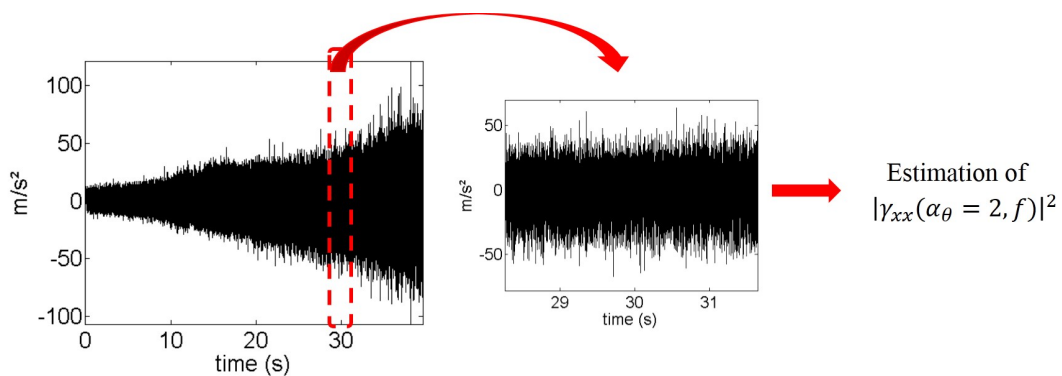 100
50
0
-50
-100
m/s²
0
10
20
30
time (s)
50
0
-50
m/s²
29
30
31
time (s)
Estimation of
|γₓₓ(α_θ = 2, f)|²